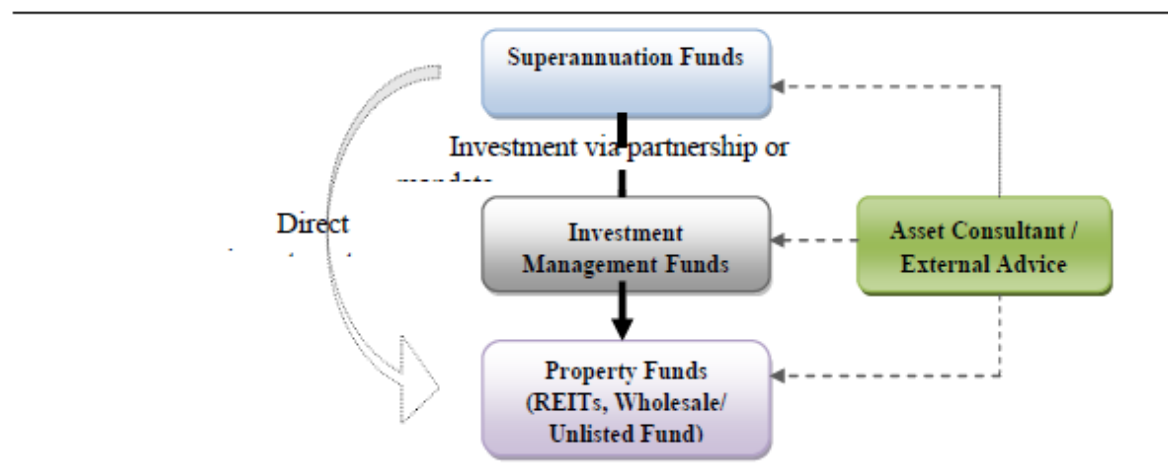 Superannuation Funds
Investment via partnership or
Direct
Investment
Management Funds
Asset Consultant /
External Advice
Property Funds
(REITs, Wholesale/
Unlisted Fund)